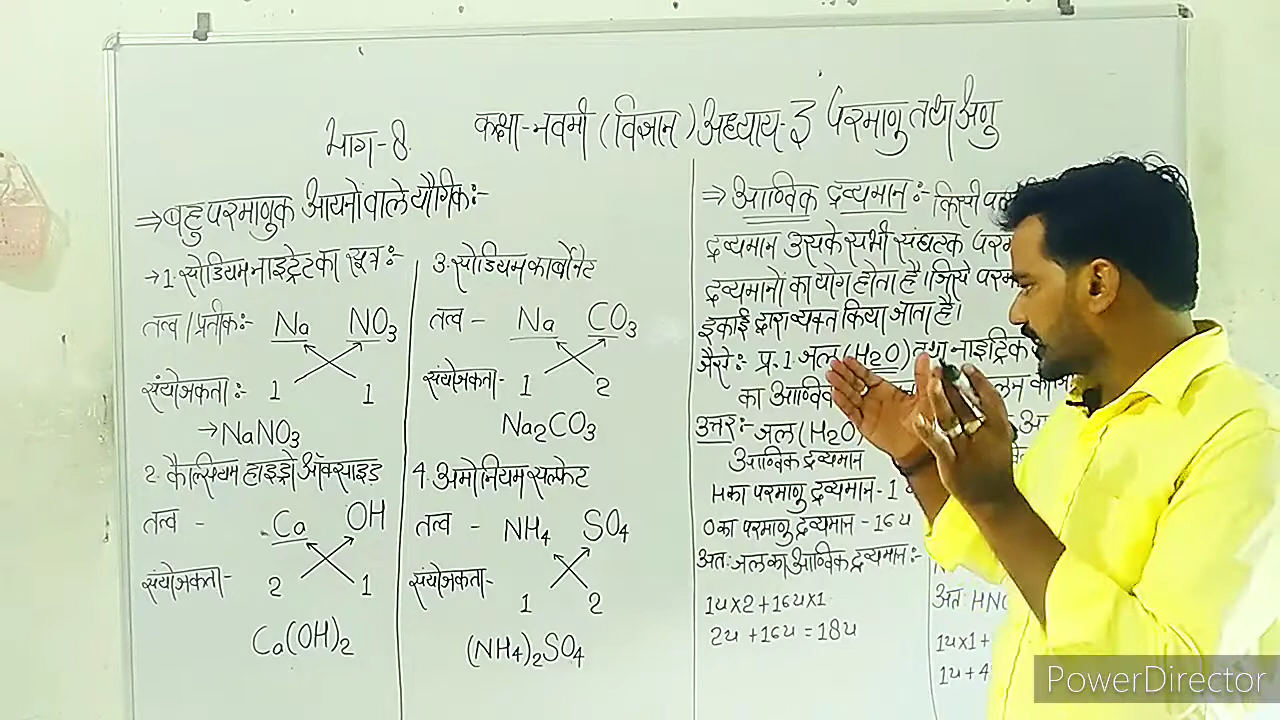 भाग-8 कक्षा-नवमी (विज्ञान) अध्याय-3 परमाणु तथा अणु
→बहु परमाणुक आयनो वाले यौगिक:-
→1. सोडियम नाइट्रेट का सूत्र:-
तत्व/प्रतीक:- Na NO3
संयोजकता:- 1 1
→NaNO3
2. कैल्सियम हाइड्रो ऑक्साइड
तत्व - Ca OH
संयोजकता- 2 1
Ca(OH)2
3. सोडियम कार्बोनेट
तत्व - Na CO3
संयोजकता- 1 2
Na2CO3
4. अमोनियम सल्फेट
तत्व - NH4 SO4
संयोजकता- 1 2
(NH4)2SO4
→आण्विक द्रव्यमान:- किसी
द्रव्यमान उसके सभी संघटक
द्रव्यमानों का योग होता है। जिसे
इकाई द्वारा व्यक्त किया जाता है।
जैसे:- प्र.1 जल (H2O) तथा नाइट्रिक
का आण्विक
उत्तर:- जल (H2O)
आण्विक द्रव्यमान
H का परमाणु द्रव्यमान - 1
O का परमाणु द्रव्यमान - 16u
अत: जल का आण्विक द्रव्यमान:-
1u×2+16u×1
2u+16u=18u
अत: HNO
1u×1+
1u+
PowerDirector